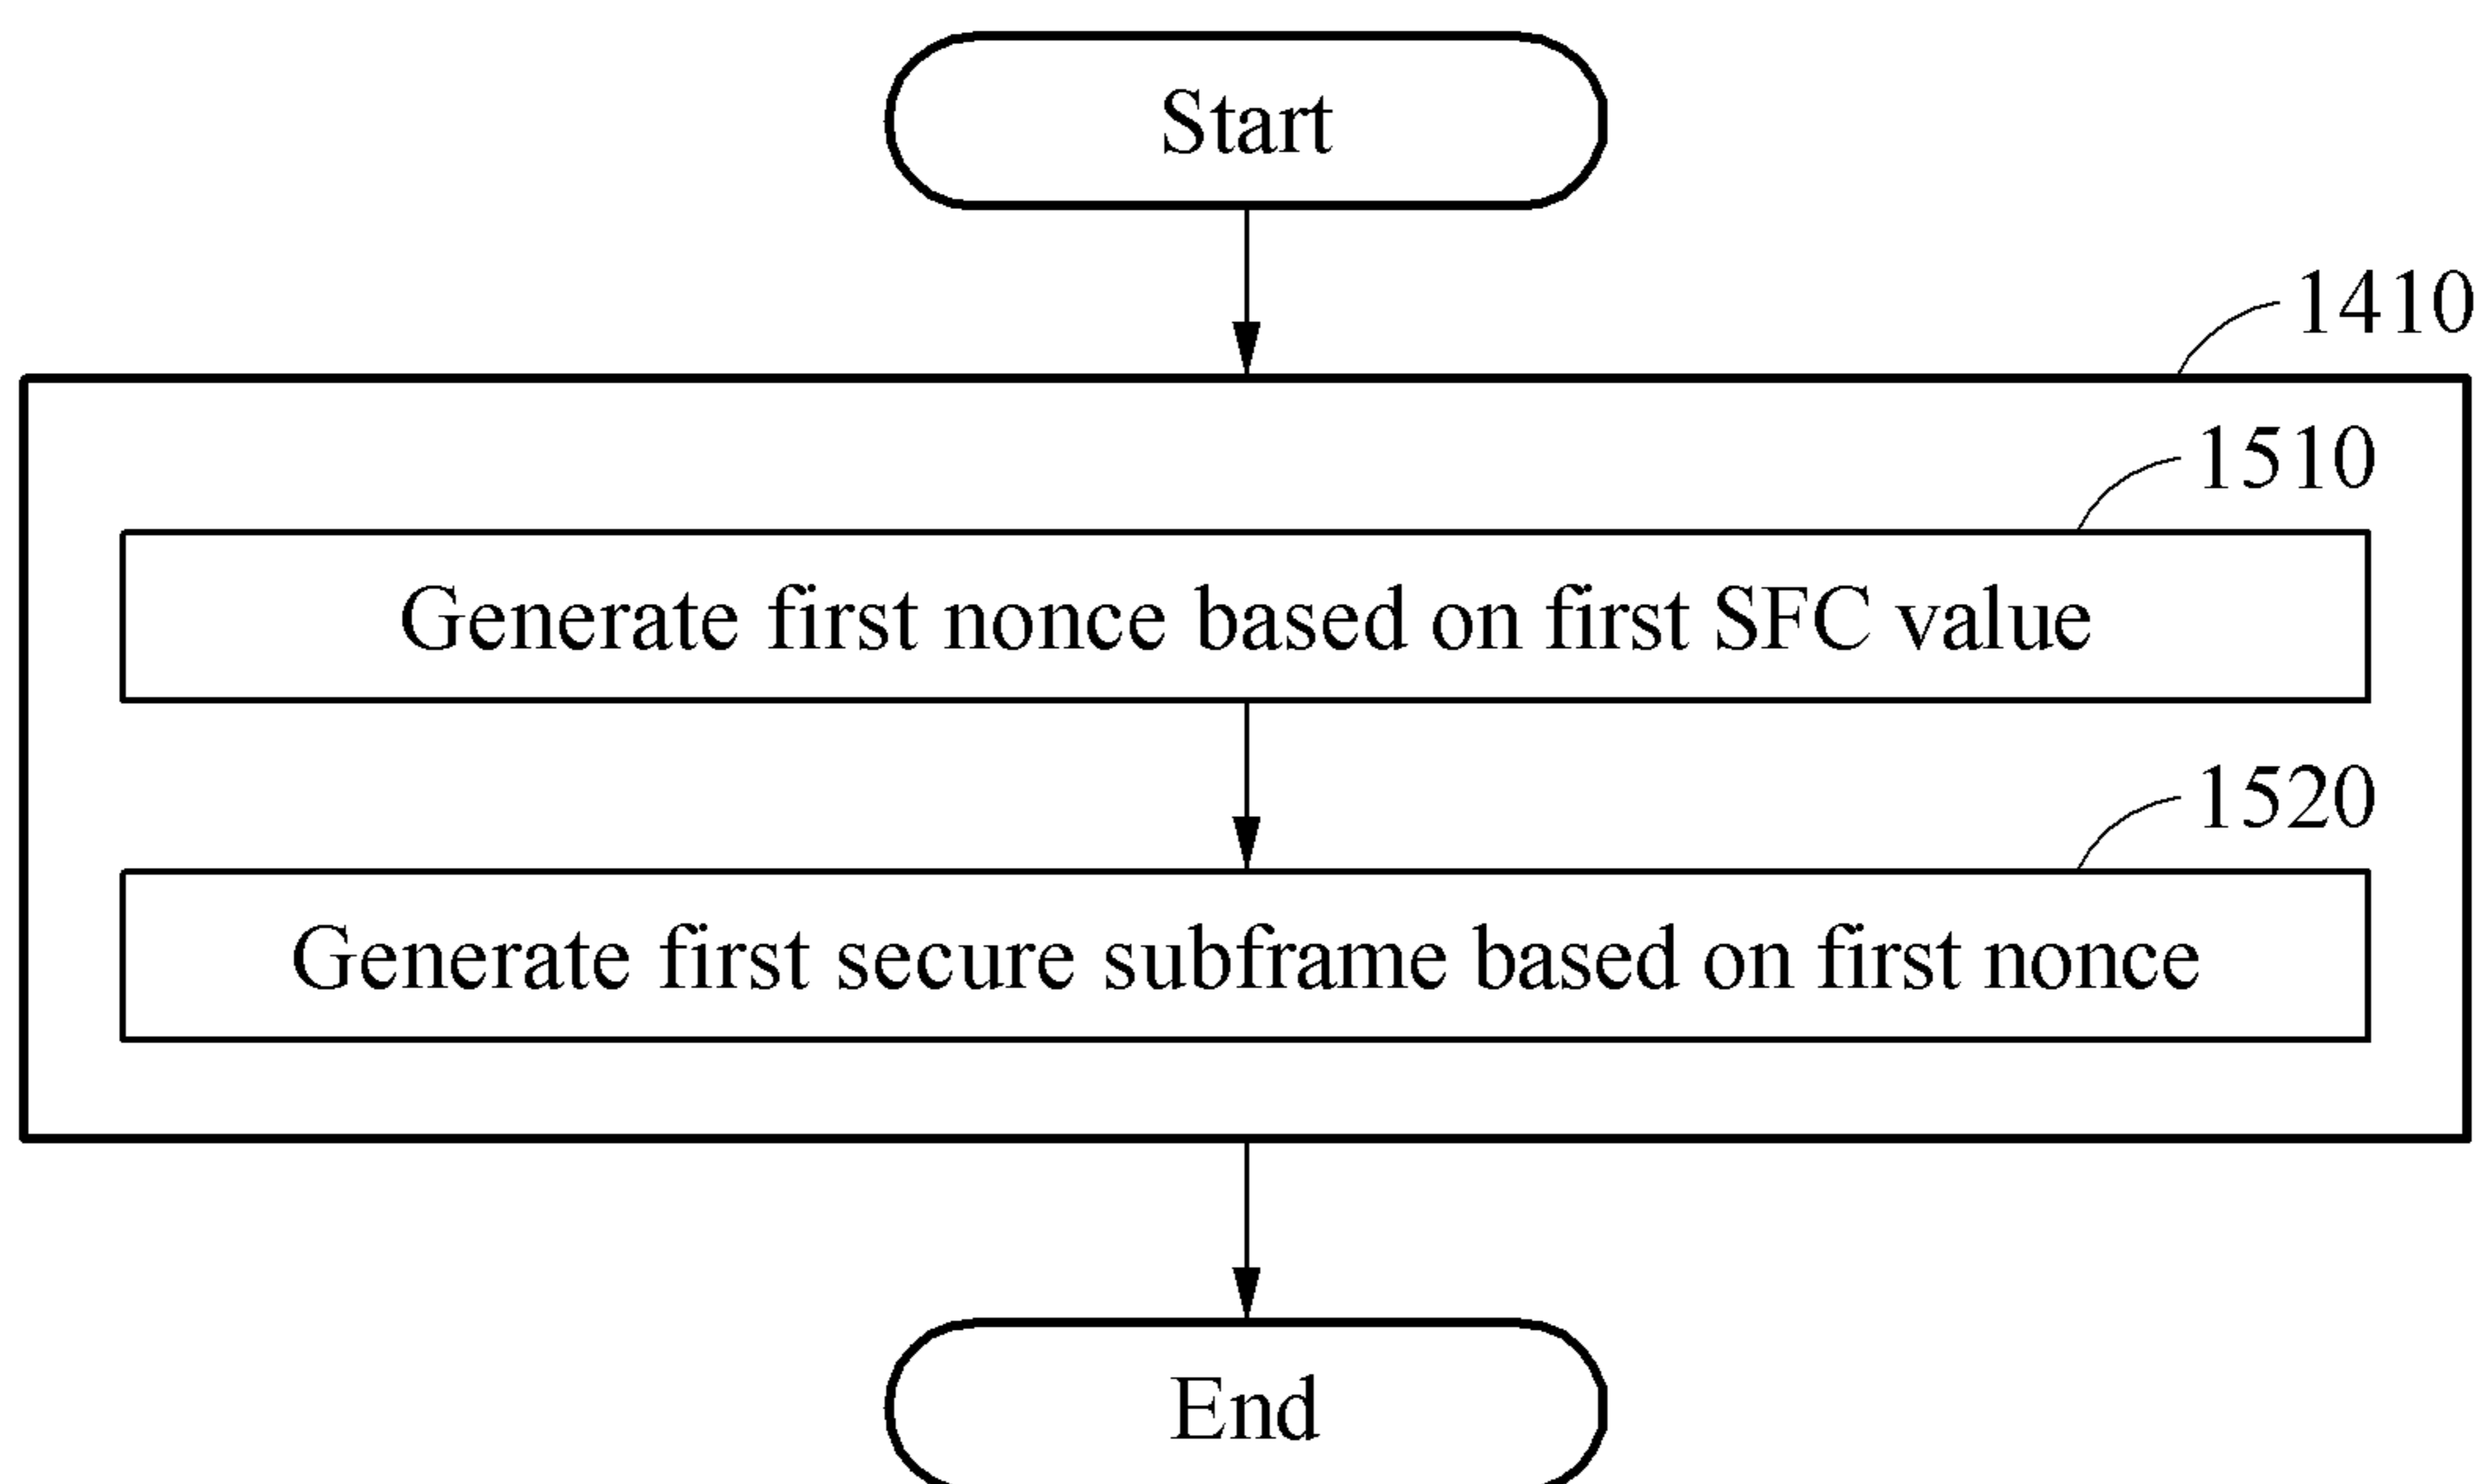 Start
1410
1510
Generate first nonce based on first SFC value
1520
Generate first secure subframe based on first nonce
End